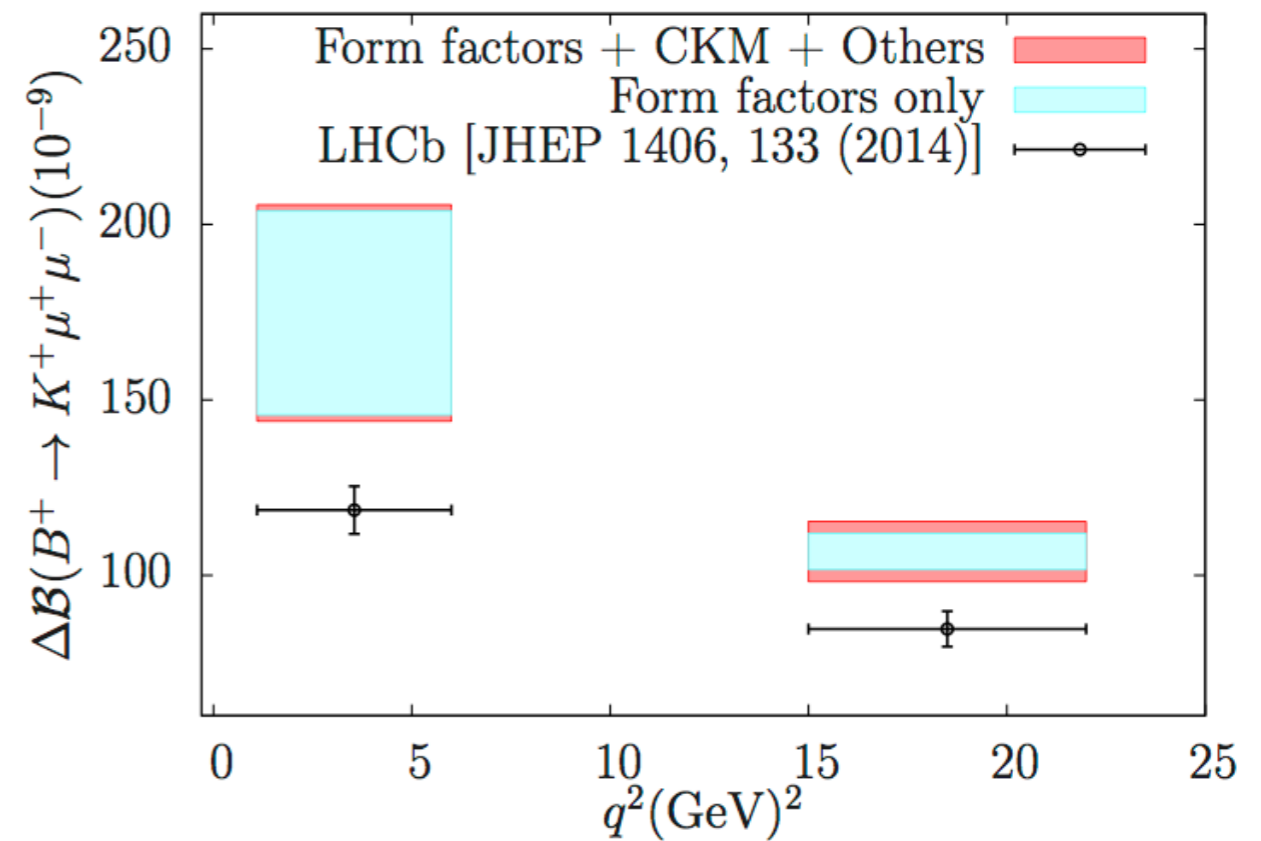 Form factors + CKM + Others
Form factors only
LHCb [JHEP 1406, 133 (2014)]
ΔB(B⁺ → K⁺μ⁺μ⁻)(10⁻⁹)
250
200
150
100
0 5 10 15 20 25
q²(GeV)²